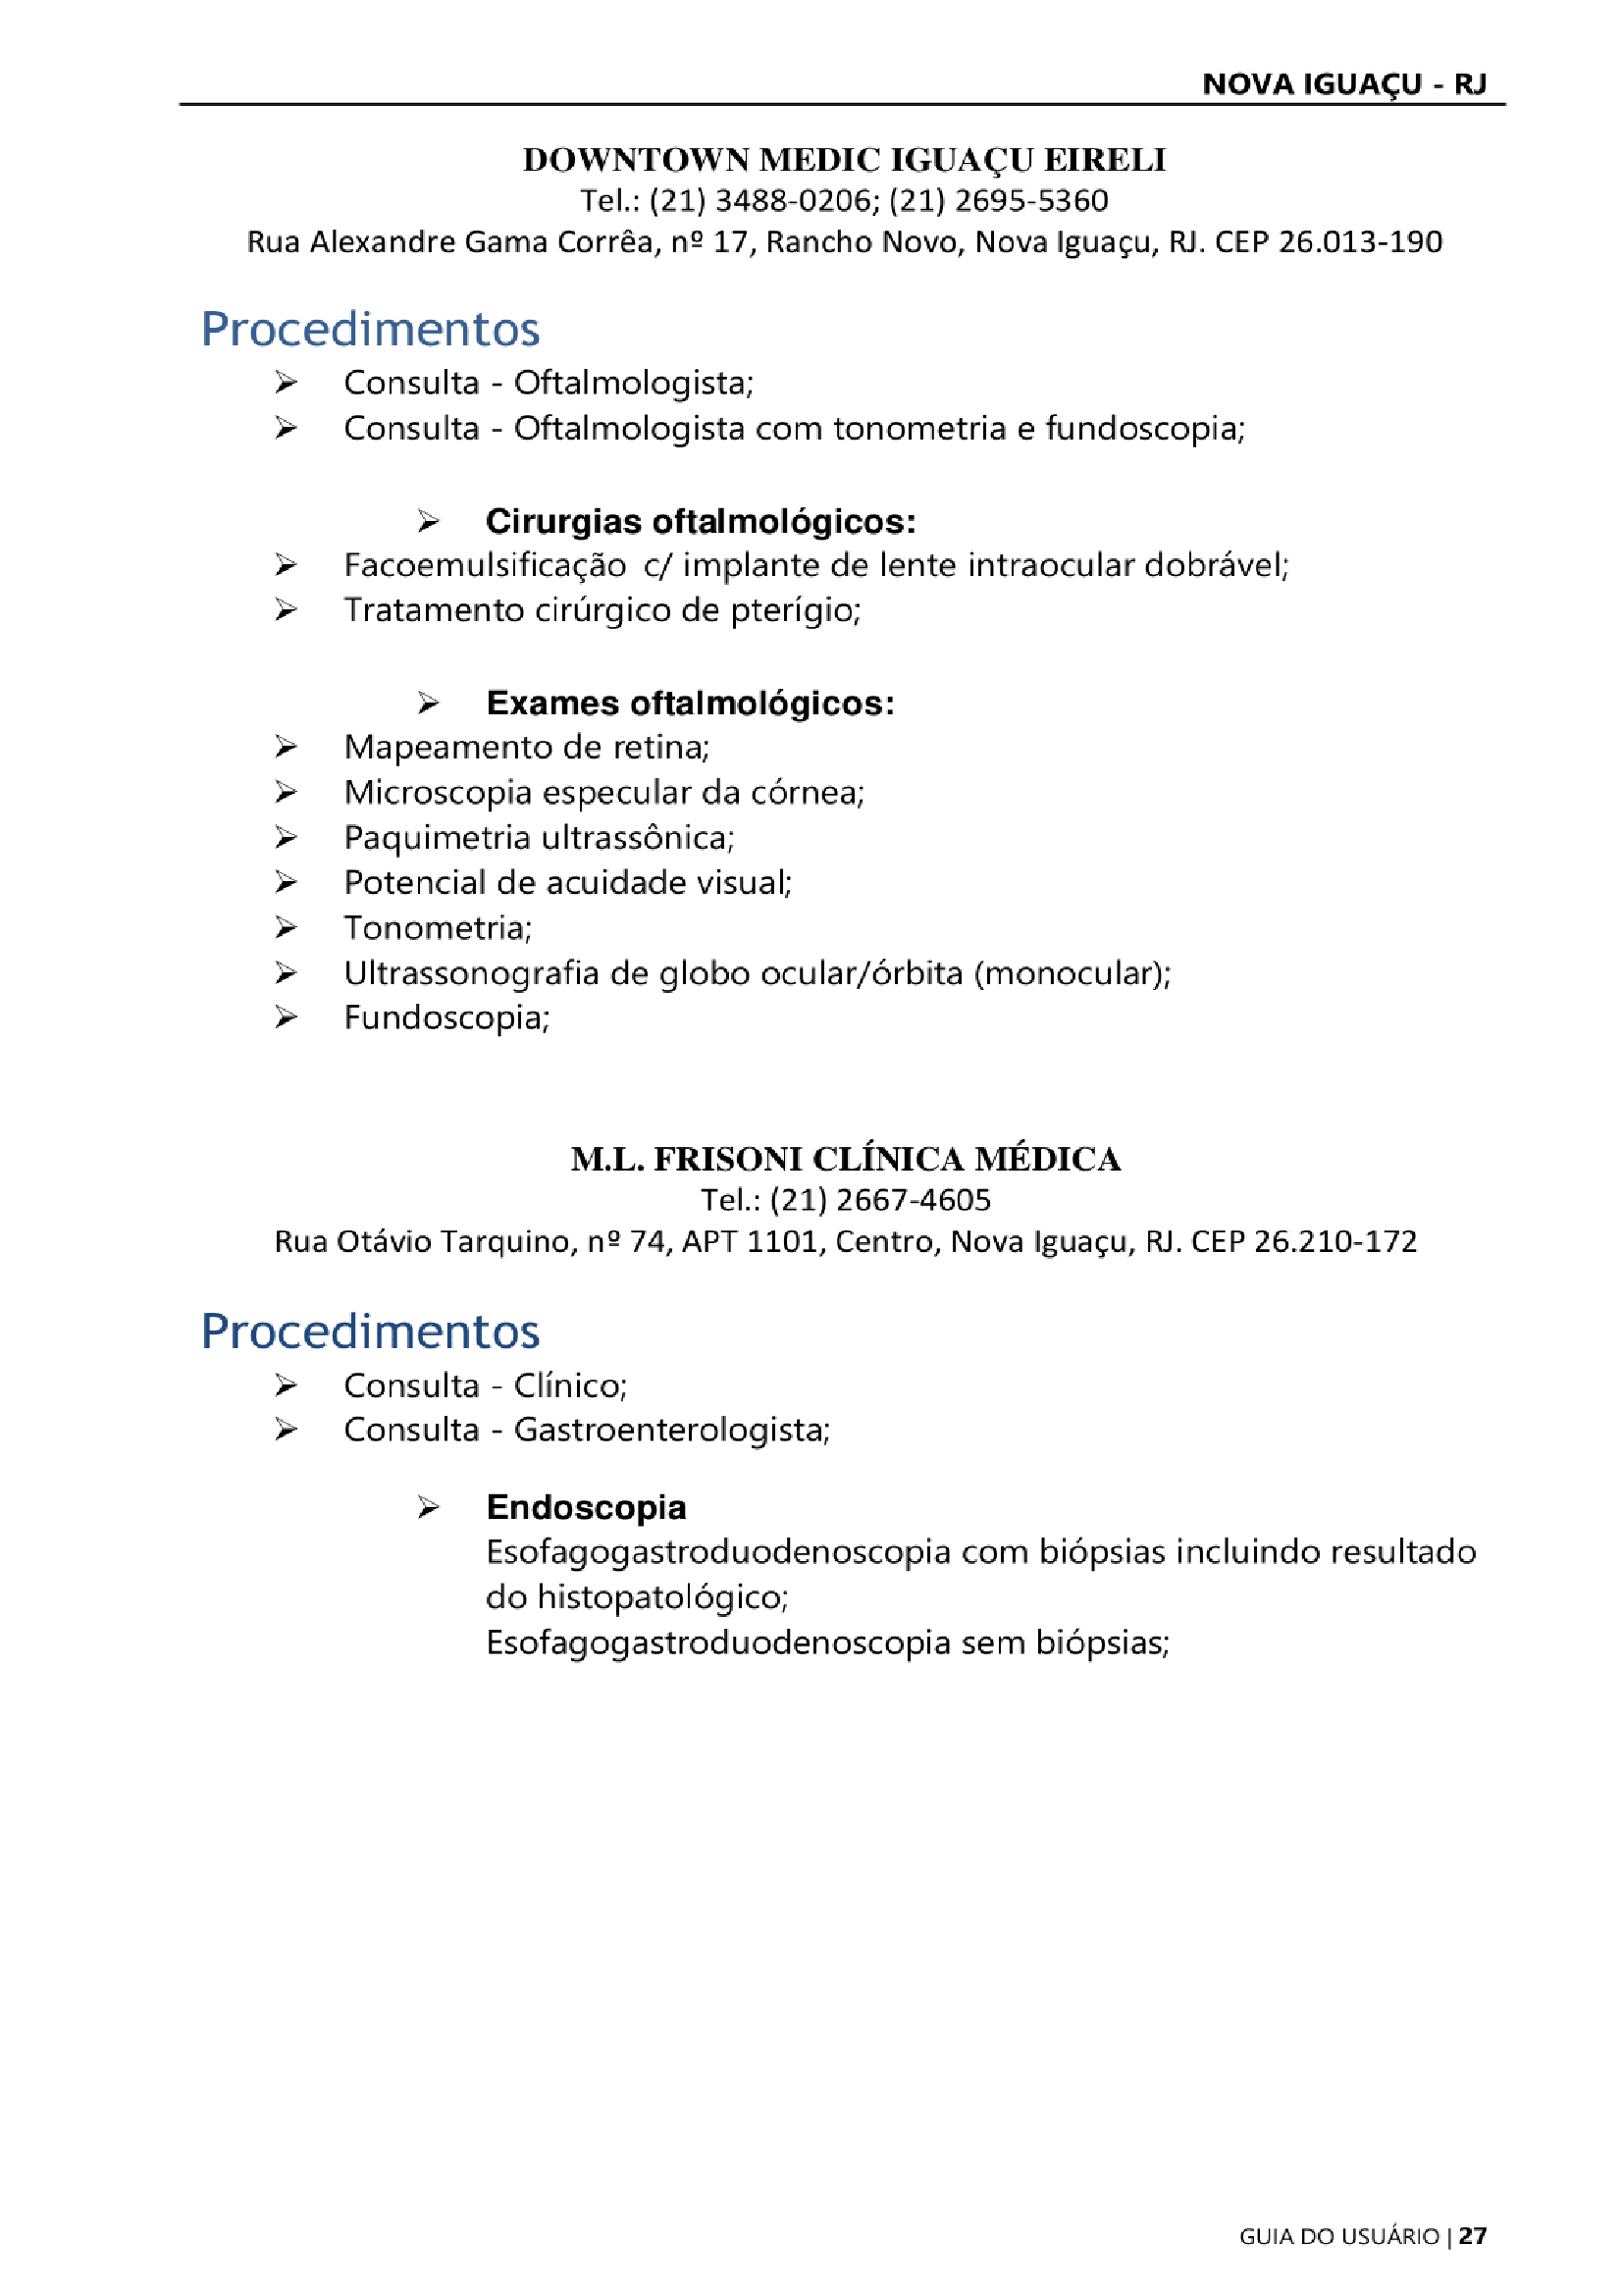 NOVA IGUAÇU - RJ
DOWNTOWN MEDIC IGUAÇU EIRELI
Tel.: (21) 3488-0206; (21) 2695-5360
Rua Alexandre Gama Corrêa, nº 17, Rancho Novo, Nova Iguaçu, RJ. CEP 26.013-190
Procedimentos
➢ Consulta - Oftalmologista;
➢ Consulta - Oftalmologista com tonometria e fundoscopia;
➢ Cirurgias oftalmológicos:
➢ Facoemulsificação c/ implante de lente intraocular dobrável;
➢ Tratamento cirúrgico de pterígio;
➢ Exames oftalmológicos:
➢ Mapeamento de retina;
➢ Microscopia especular da córnea;
➢ Paquimetria ultrassônica;
➢ Potencial de acuidade visual;
➢ Tonometria;
➢ Ultrassonografia de globo ocular/órbita (monocular);
➢ Fundoscopia;
M.L. FRISONI CLÍNICA MÉDICA
Tel.: (21) 2667-4605
Rua Otávio Tarquino, nº 74, APT 1101, Centro, Nova Iguaçu, RJ. CEP 26.210-172
Procedimentos
➢ Consulta - Clínico;
➢ Consulta - Gastroenterologista;
➢ Endoscopia
Esofagogastroduodenoscopia com biópsias incluindo resultado
do histopatológico;
Esofagogastroduodenoscopia sem biópsias;
GUIA DO USUÁRIO | 27